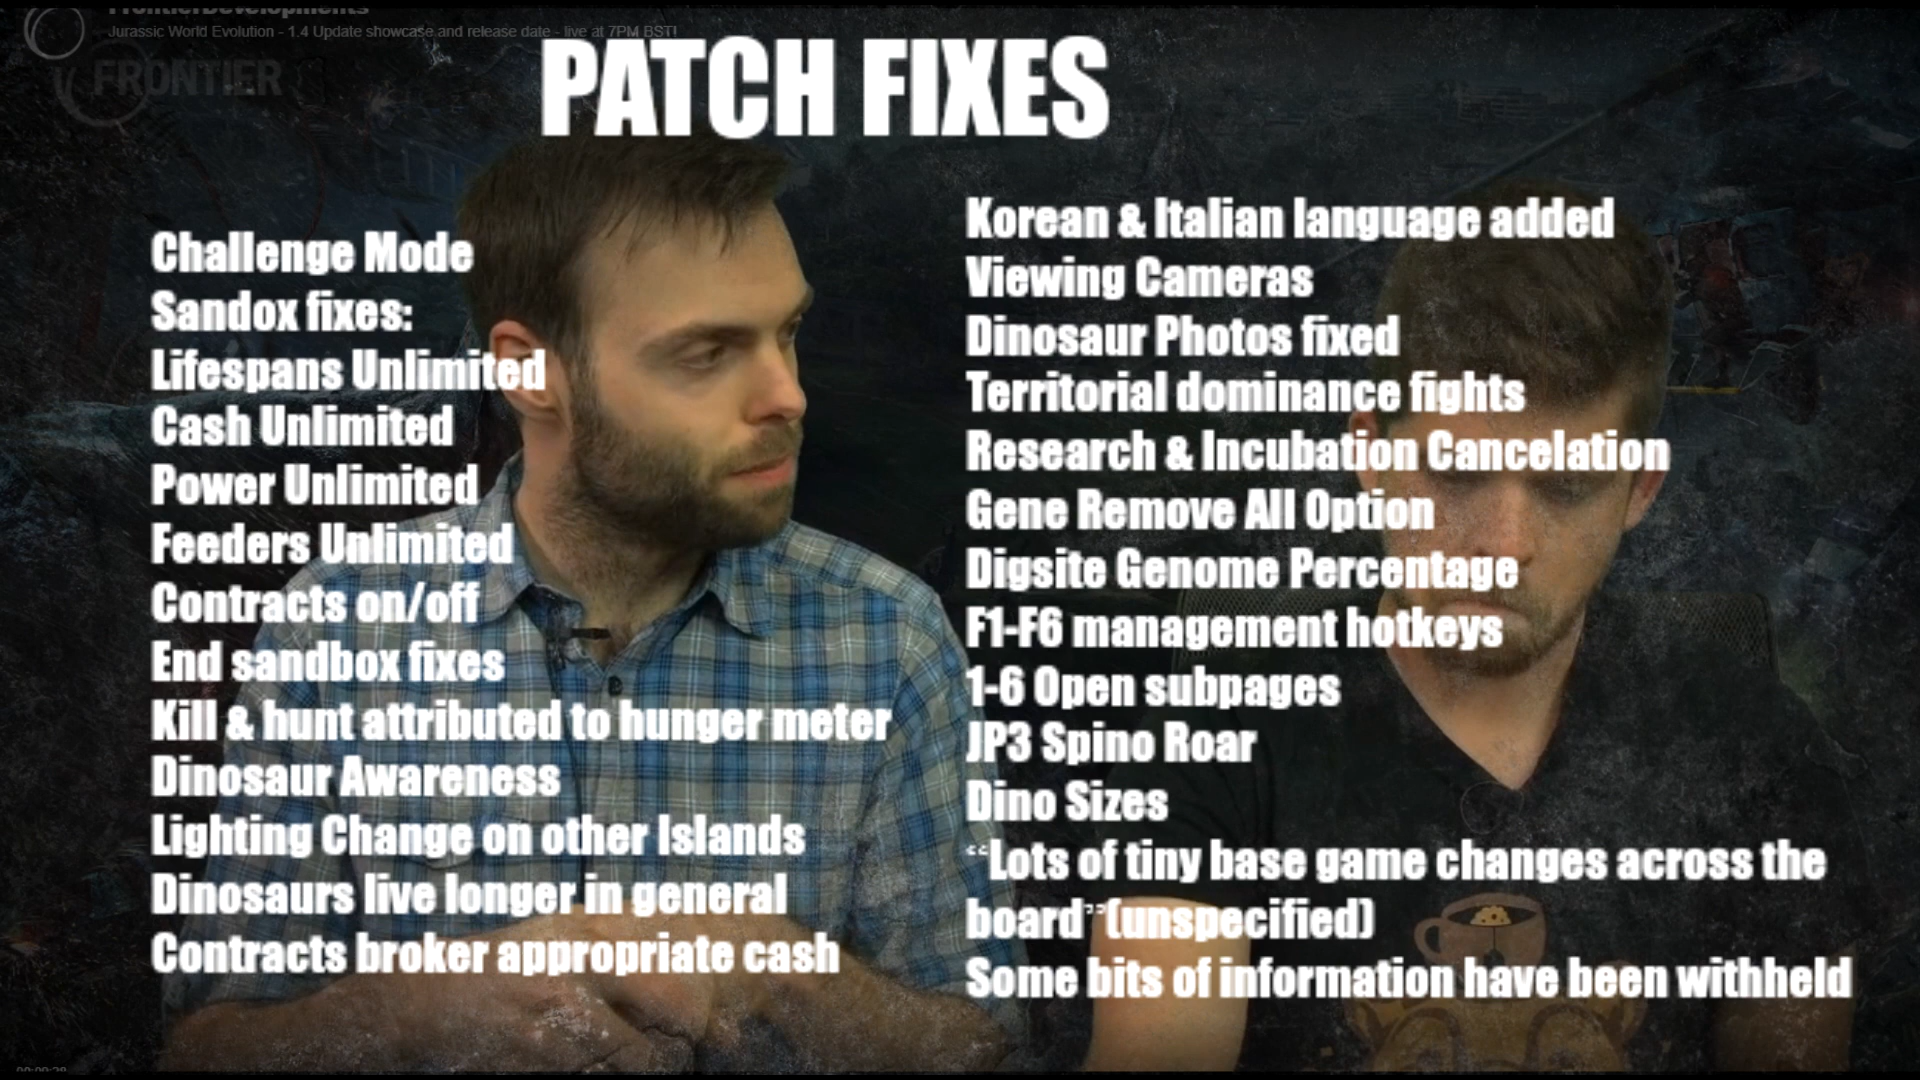 FrontierDevelopments
Jurassic World Evolution - 1.4 Update showcase and release date - live at 7PM BST!
FRONTIER
PATCH FIXES
Challenge Mode
Sandox fixes:
Lifespans Unlimited
Cash Unlimited
Power Unlimited
Feeders Unlimited
Contracts on/off
End sandbox fixes
Kill & hunt attributed to hunger meter
Dinosaur Awareness
Lighting Change on other Islands
Dinosaurs live longer in general
Contracts broker appropriate cash
Korean & Italian language added
Viewing Cameras
Dinosaur Photos fixed
Territorial dominance fights
Research & Incubation Cancelation
Gene Remove All Option
Digsite Genome Percentage
F1-F6 management hotkeys
1-6 Open subpages
JP3 Spino Roar
Dino Sizes
“Lots of tiny base game changes across the
board”(unspecified)
Some bits of information have been withheld